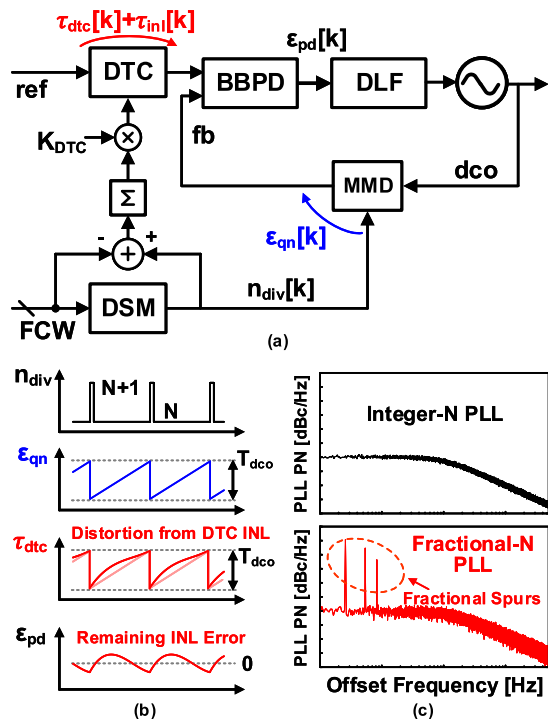 τdtc[k]+τinl[k]
DTC
BBPD
εpd[k]
DLF
ref
fb
KDTC
×
Σ
MMD
dco
-
+
+
εqn[k]
DSM
ndiv[k]
FCW
(a)
ndiv
N+1
N
εqn
Tdco
Distortion from DTC INL
τdtc
Tdco
Remaining INL Error
εpd
0
(b)
PLL PN [dBc/Hz]
Integer-N PLL
PLL PN [dBc/Hz]
Fractional-N
PLL
Fractional Spurs
Offset Frequency [Hz]
(c)